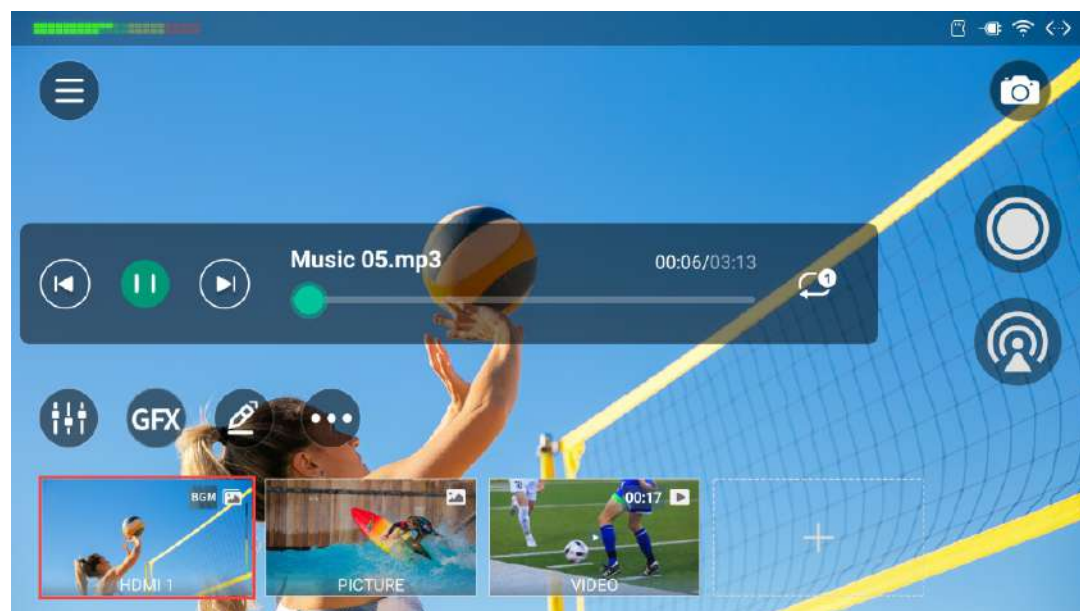 Music 05.mp3
00:06/03:13
1
GFX
BGM
HDMI 1
PICTURE
00:17
VIDEO